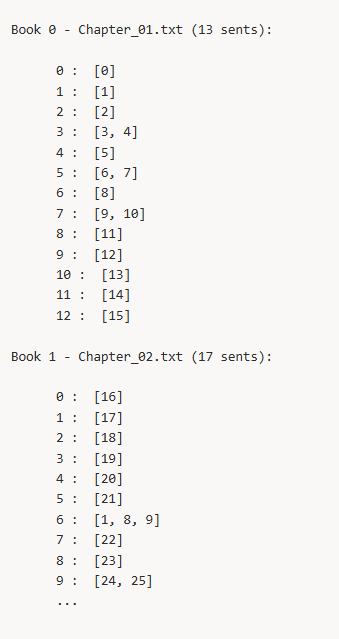 Book 0 - Chapter_01.txt (13 sents):
0 :  [0]
1 :  [1]
2 :  [2]
3 :  [3, 4]
4 :  [5]
5 :  [6, 7]
6 :  [8]
7 :  [9, 10]
8 :  [11]
9 :  [12]
10 :  [13]
11 :  [14]
12 :  [15]
Book 1 - Chapter_02.txt (17 sents):
0 :  [16]
1 :  [17]
2 :  [18]
3 :  [19]
4 :  [20]
5 :  [21]
6 :  [1, 8, 9]
7 :  [22]
8 :  [23]
9 :  [24, 25]
...